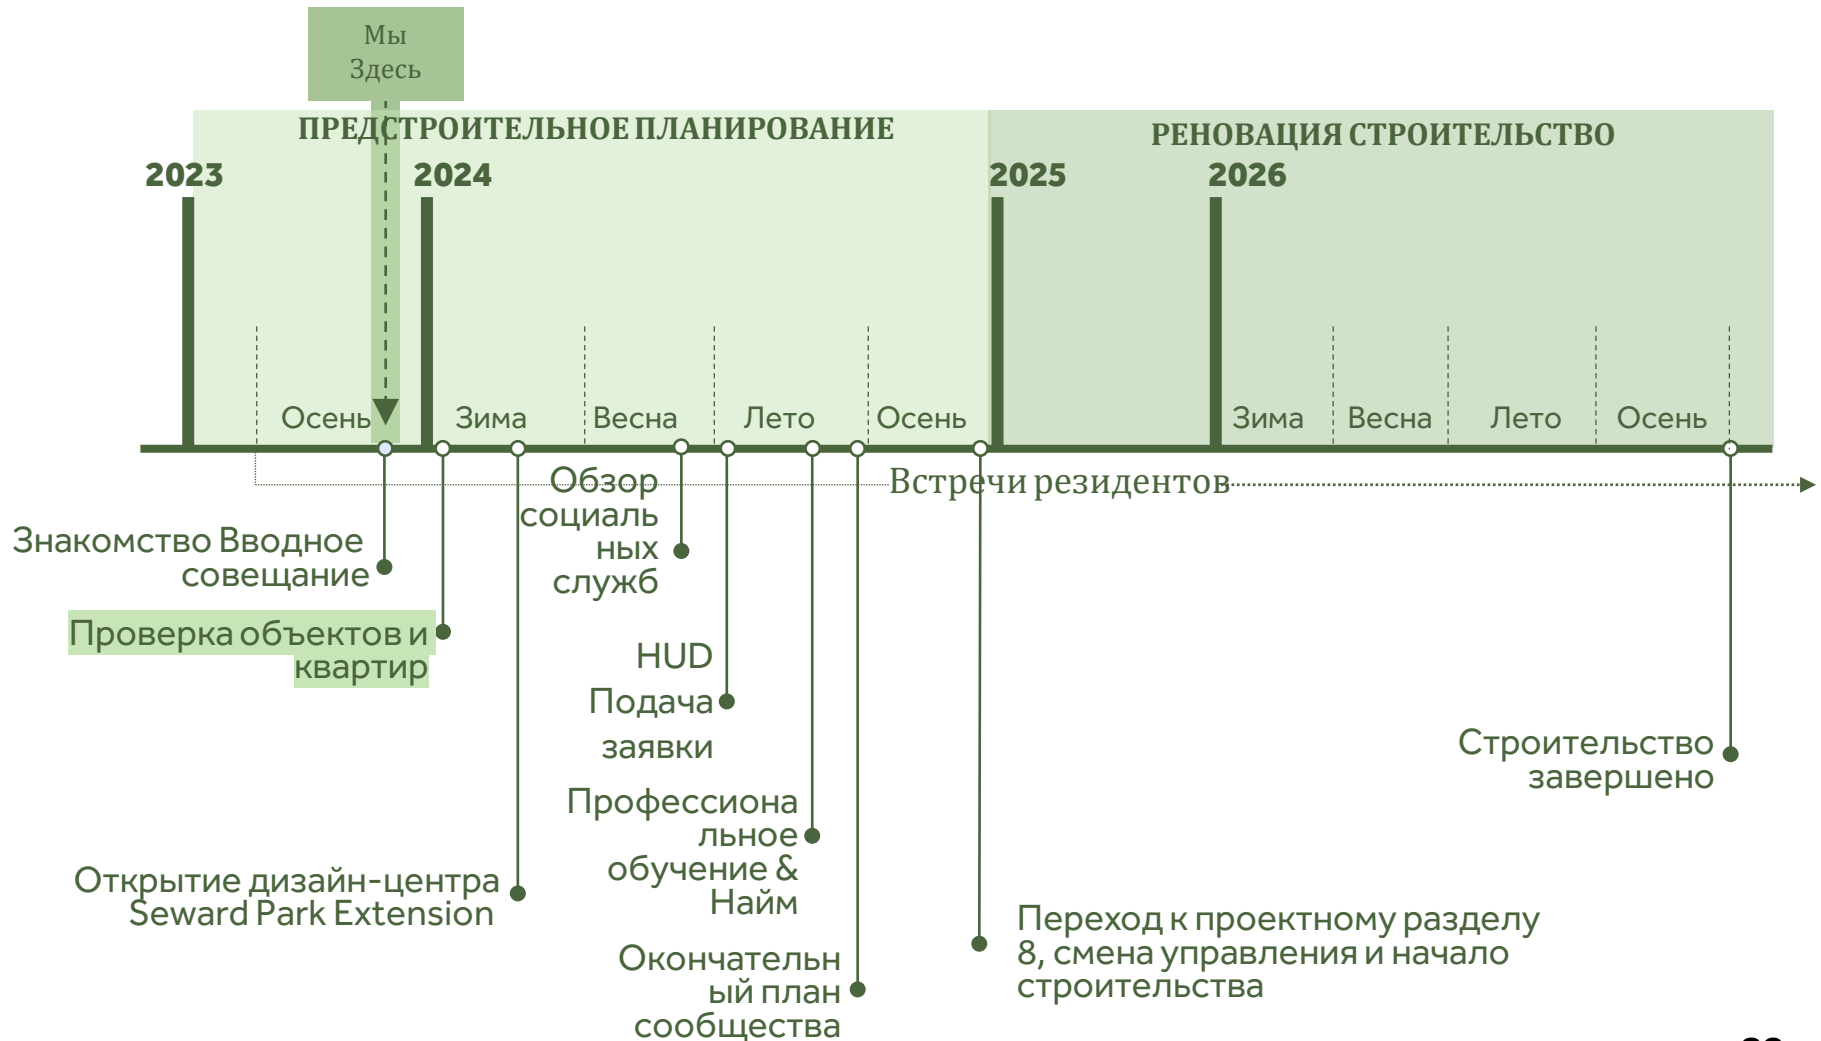 Мы
Здесь
ПРЕДСТРОИТЕЛЬНОЕ ПЛАНИРОВАНИЕ
РЕНОВАЦИЯ СТРОИТЕЛЬСТВО
2023
2024
2025
2026
Осень
Зима
Весна
Лето
Осень
Зима
Весна
Лето
Осень
Встречи резидентов
Обзор
социаль
ных
служб
Знакомство Вводное
совещание
Проверка объектов и
квартир
HUD
Подача
заявки
Строительство
завершено
Профессиона
льное
обучение &
Найм
Открытие дизайн-центра
Seward Park Extension
Переход к проектному разделу
8, смена управления и начало
строительства
Окончательн
ый план
сообщества